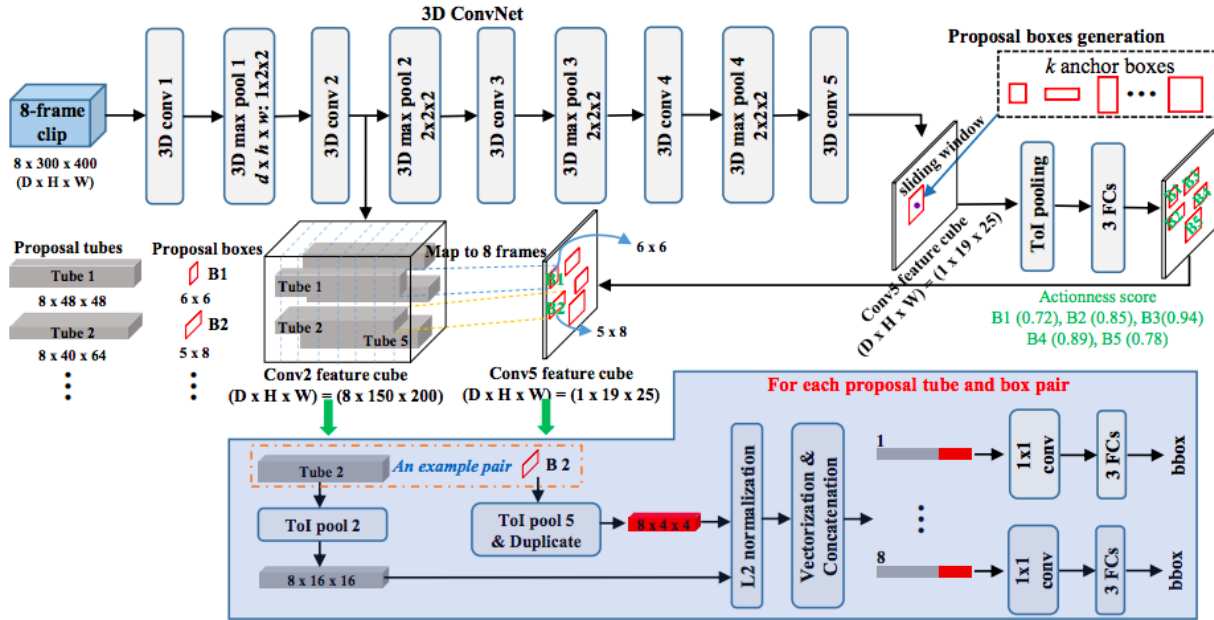 3D ConvNet
8-frame
clip
8 x 300 x 400
(D x H x W)
3D conv 1
3D max pool 1
d x h x w: 1x2x2
3D conv 2
3D max pool 2
2x2x2
3D conv 3
3D max pool 3
2x2x2
3D conv 4
3D max pool 4
2x2x2
3D conv 5
Proposal boxes generation
k anchor boxes
•••
sliding window
Conv5 feature cube
(D x H x W) = (1 x 19 x 25)
ToI pooling
3 FCs
B1
B3
B4
B2
B5
Actionness score
B1 (0.72), B2 (0.85), B3(0.94)
B4 (0.89), B5 (0.78)
Proposal tubes
Tube 1
8 x 48 x 48
Tube 2
8 x 40 x 64
Proposal boxes
B1
6 x 6
B2
5 x 8
Tube 1
Tube 2
Tube 5
Map to 8 frames
B1
B2
6 x 6
5 x 8
Conv2 feature cube
(D x H x W) = (8 x 150 x 200)
Conv5 feature cube
(D x H x W) = (1 x 19 x 25)
For each proposal tube and box pair
Tube 2
An example pair
B 2
ToI pool 2
8 x 16 x 16
ToI pool 5
& Duplicate
8 x 4 x 4
L2 normalization
Vectorization &
Concatenation
1
1x1
conv
3 FCs
bbox
8
1x1
conv
3 FCs
bbox